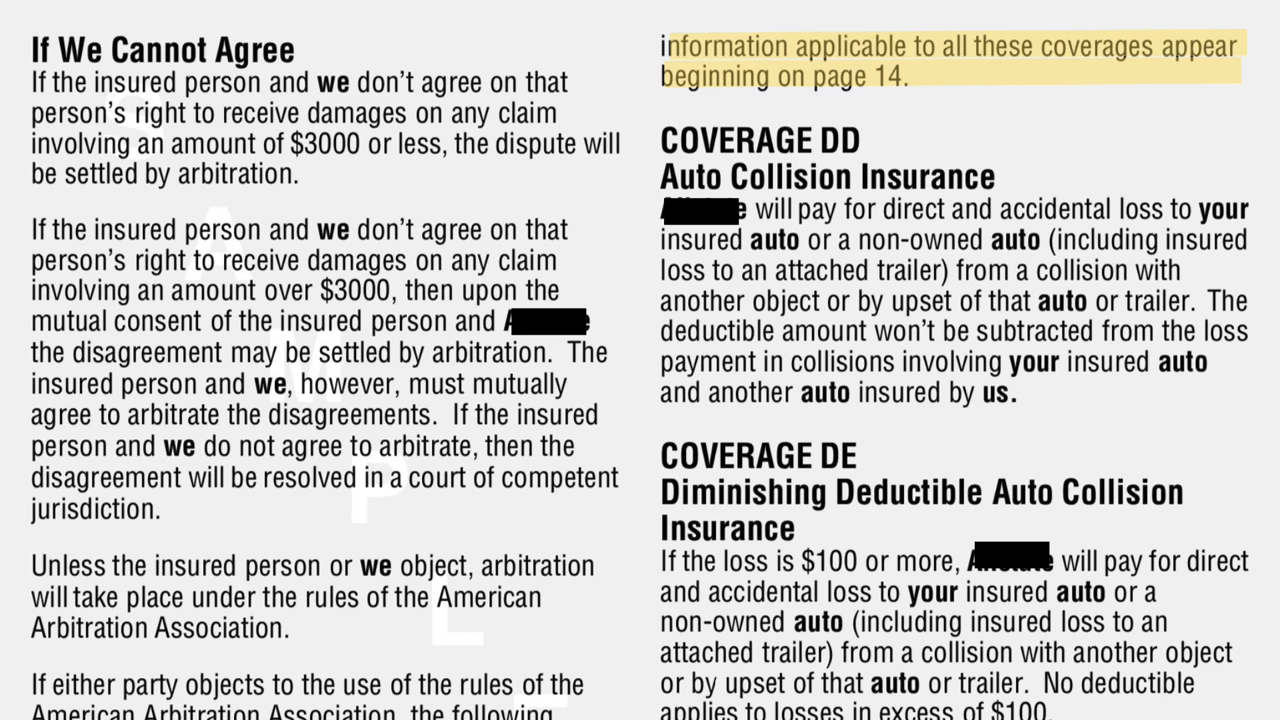 If We Cannot Agree
If the insured person and we don't agree on that
person's right to receive damages on any claim
involving an amount of $3000 or less, the dispute will
be settled by arbitration.
If the insured person and we don't agree on that
person's right to receive damages on any claim
involving an amount over $3000, then upon the
mutual consent of the insured person and
the disagreement may be settled by arbitration.  The
insured person and we, however, must mutually
agree to arbitrate the disagreements.  If the insured
person and we do not agree to arbitrate, then the
disagreement will be resolved in a court of competent
jurisdiction.
Unless the insured person or we object, arbitration
will take place under the rules of the American
Arbitration Association.
If either party objects to the use of the rules of the
American Arbitration Association, the following
information applicable to all these coverages appear
beginning on page 14.
COVERAGE DD
Auto Collision Insurance
will pay for direct and accidental loss to your
insured auto or a non-owned auto (including insured
loss to an attached trailer) from a collision with
another object or by upset of that auto or trailer.  The
deductible amount won't be subtracted from the loss
payment in collisions involving your insured auto
and another auto insured by us.
COVERAGE DE
Diminishing Deductible Auto Collision
Insurance
If the loss is $100 or more, will pay for direct
and accidental loss to your insured auto or a
non-owned auto (including insured loss to an
attached trailer) from a collision with another object
or by upset of that auto or trailer.  No deductible
applies to losses in excess of $100.
S
A
M
P
L
E